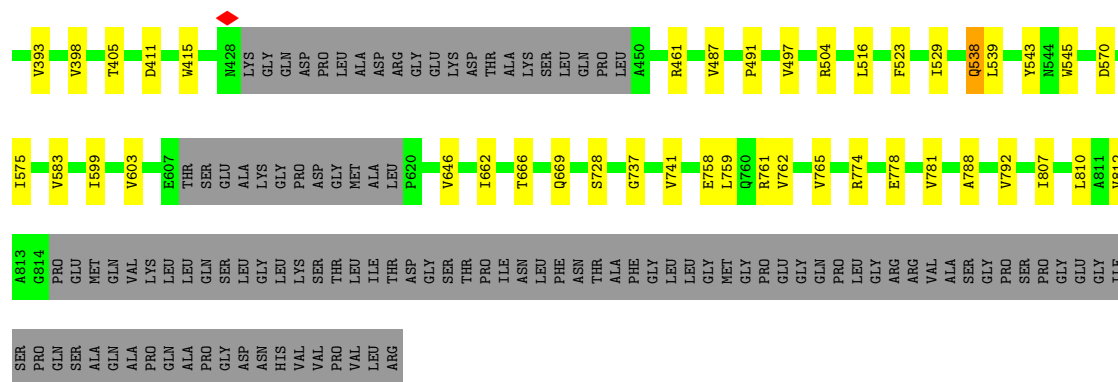 V393 V398 T405 D411 W415 N428 LYS GLY GLN ASP PRO LEU ALA ASP ARG GLY GLU LYS ASP THR ALA LYS SER LEU GLN PRO LEU A450 R461 V487 P491 V497 R504 L516 F523 I529 Q538 L539 Y543 N544 W545 D570
I575 V583 I599 V603 E607 THR SER GLU ALA LYS GLY PRO ASP GLY MET ALA LEU P620 V646 I662 T666 Q669 S728 G737 V741 E758 L759 Q760 R761 V762 V765 R774 E778 V781 A788 V792 I807 L810 A811 V812
A813 G814 PRO GLU MET GLN VAL LYS LEU LEU GLN SER LEU GLY LEU LYS SER THR LEU ILE THR ASP GLY SER THR PRO ILE ASN LEU PHE ASN THR ALA PHE GLY LEU LEU GLY MET GLY PRO GLU GLY GLN PRO LEU GLY ARG ARG VAL ALA SER GLY PRO SER PRO GLY GLU GLY ILE
SER PRO GLN SER ALA GLN ALA PRO GLN ALA PRO GLY ASP ASN HIS VAL VAL PRO VAL LEU ARG